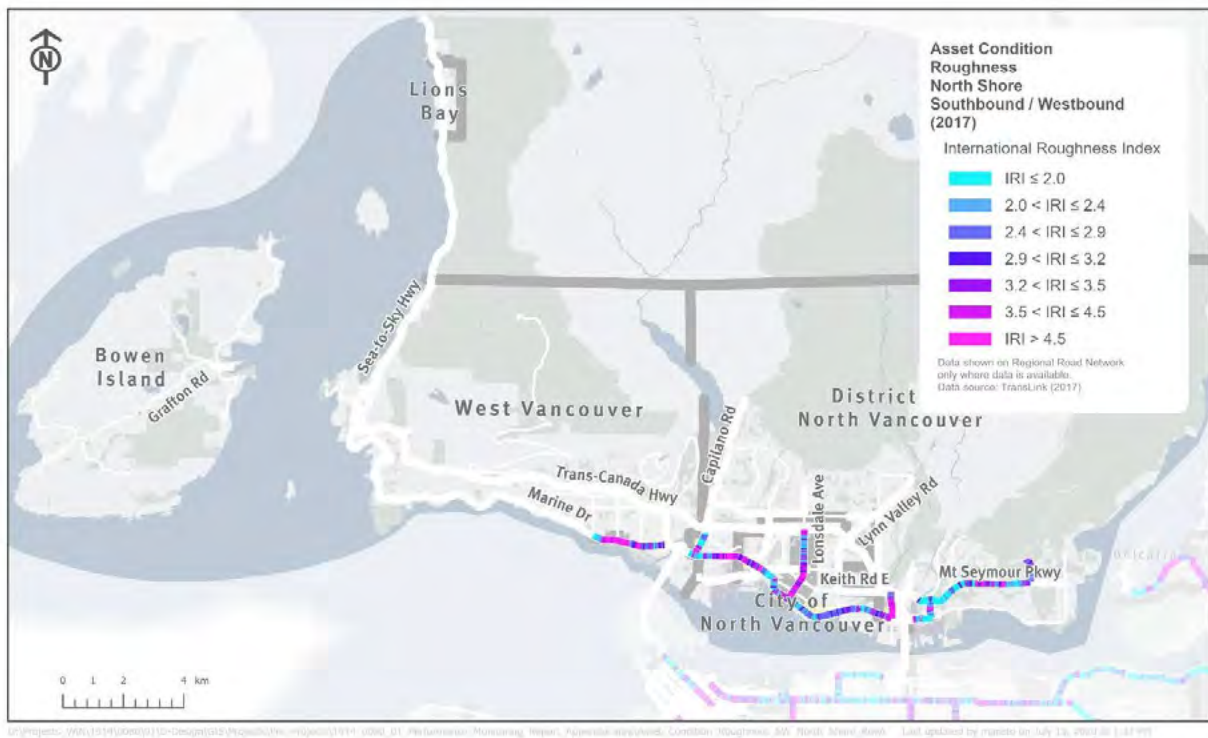 N
Lions
Bay
Asset Condition
Roughness
North Shore
Southbound / Westbound
(2017)
International Roughness Index
IRI ≤ 2.0
2.0 < IRI ≤ 2.4
2.4 < IRI ≤ 2.9
2.9 < IRI ≤ 3.2
3.2 < IRI ≤ 3.5
3.5 < IRI ≤ 4.5
IRI > 4.5
Data shown on Regional Road Network
only where data is available.
Data source: TransLink (2017)
Sea-to-Sky Hwy
Bowen
Island
Grafton Rd
West Vancouver
District
North Vancouver
Capilano Rd
Trans-Canada Hwy
Marine Dr
Lonsdale Ave
Lynn Valley Rd
Keith Rd E
Mt Seymour Pkwy
City of
North Vancouver
0 1 2 4 km
Last updated by